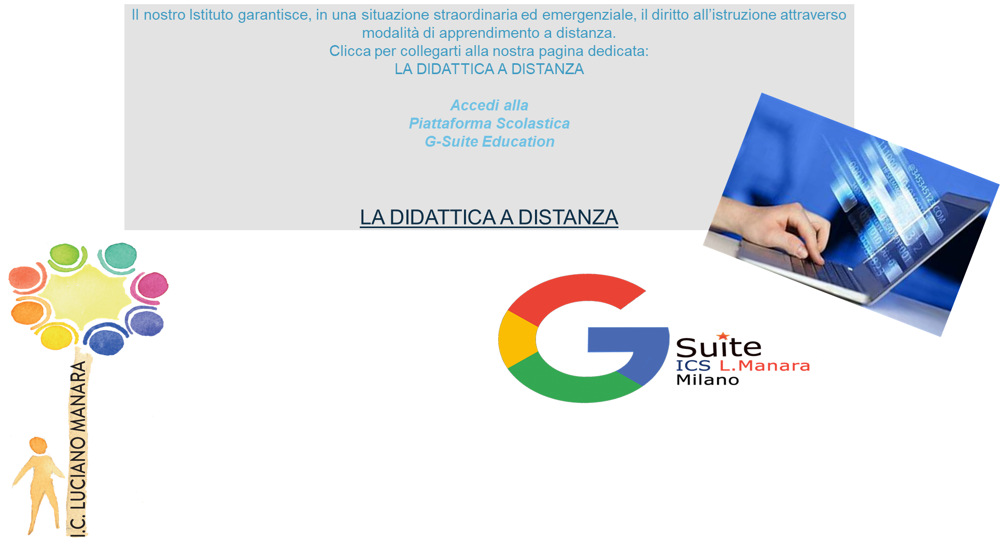 Il nostro Istituto garantisce, in una situazione straordinaria ed emergenziale, il diritto all’istruzione attraverso
modalità di apprendimento a distanza.
Clicca per collegarti alla nostra pagina dedicata:
LA DIDATTICA A DISTANZA
Accedi alla
Piattaforma Scolastica
G-Suite Education
LA DIDATTICA A DISTANZA
I.C. LUCIANO MANARA
G Suite
ICS L.Manara
Milano
@345345123.COM